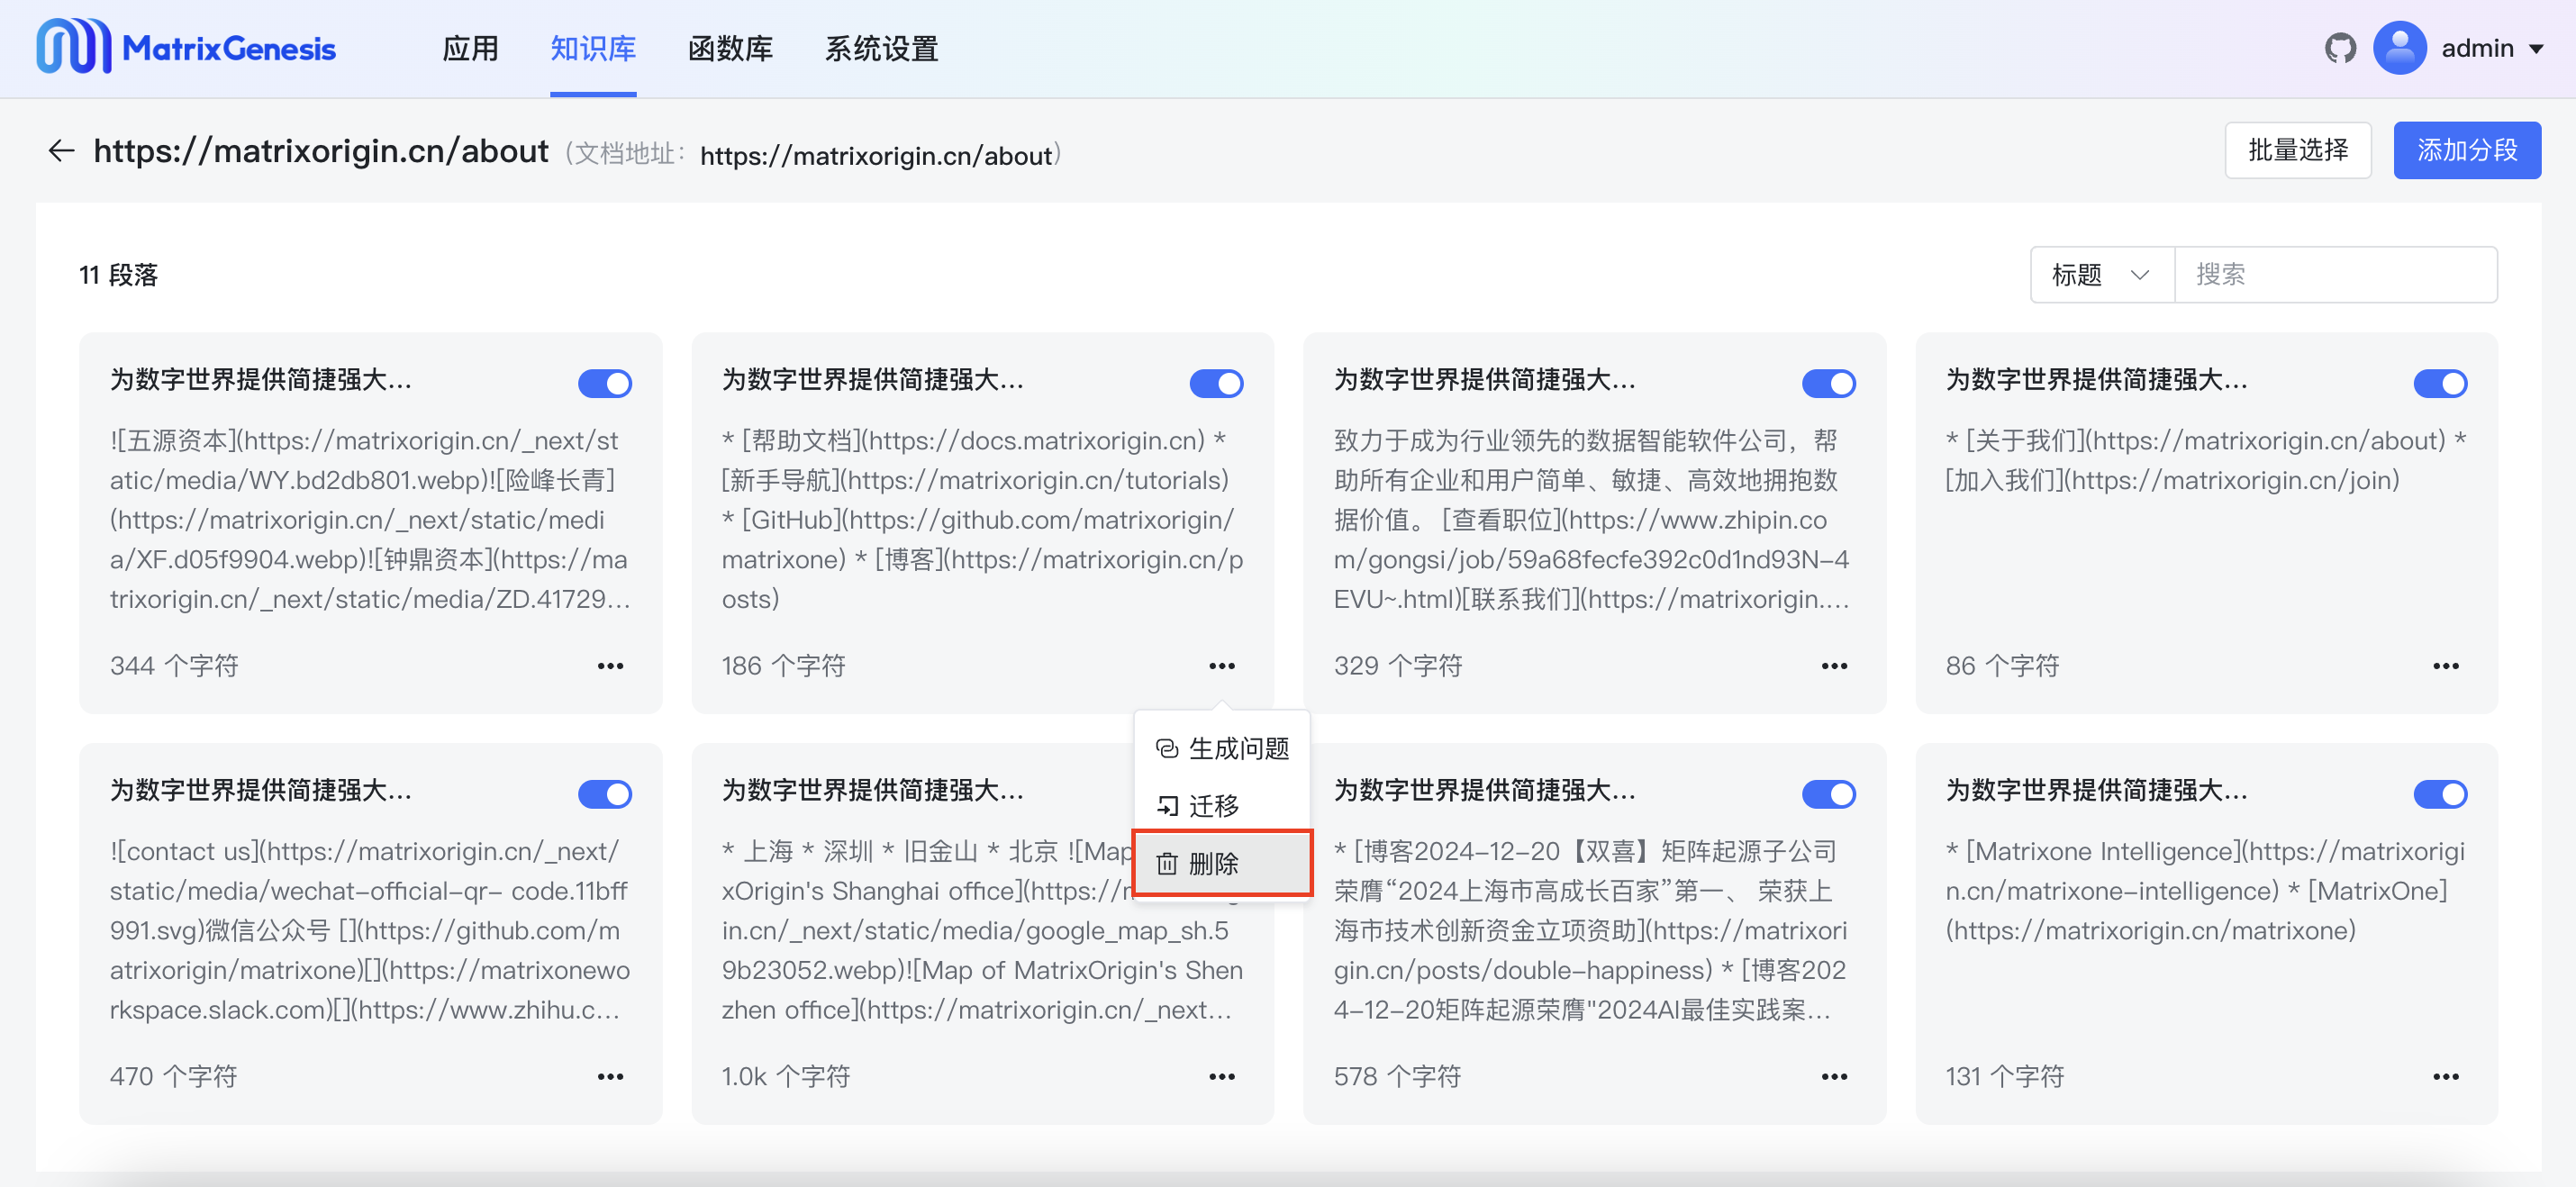 MatrixGenesis
应用
知识库
函数库
系统设置
admin
https://matrixorigin.cn/about
(文档地址：https://matrixorigin.cn/about)
批量选择
添加分段
11 段落
标题
搜索
为数字世界提供简捷强大...
![五源资本](https://matrixorigin.cn/_next/st
atic/media/WY.bd2db801.webp)![险峰长青]
(https://matrixorigin.cn/_next/static/medi
a/XF.d05f9904.webp)![钟鼎资本](https://ma
trixorigin.cn/_next/static/media/ZD.41729...
344 个字符
为数字世界提供简捷强大...
* [帮助文档](https://docs.matrixorigin.cn) *
[新手导航](https://matrixorigin.cn/tutorials)
* [GitHub](https://github.com/matrixorigin/
matrixone) * [博客](https://matrixorigin.cn/p
osts)
186 个字符
为数字世界提供简捷强大...
致力于成为行业领先的数据智能软件公司，帮
助所有企业和用户简单、敏捷、高效地拥抱数
据价值。 [查看职位](https://www.zhipin.co
m/gongsi/job/59a68fecfe392c0d1nd93N-4
EVU~.html)[联系我们](https://matrixorigin....
329 个字符
为数字世界提供简捷强大...
* [关于我们](https://matrixorigin.cn/about) *
[加入我们](https://matrixorigin.cn/join)
86 个字符
生成问题
迁移
删除
为数字世界提供简捷强大...
![contact us](https://matrixorigin.cn/_next/
static/media/wechat-official-qr- code.11bff
991.svg)微信公众号 [](https://github.com/m
atrixorigin/matrixone)[](https://matrixonewo
rkspace.slack.com)[](https://www.zhihu.c...
470 个字符
为数字世界提供简捷强大...
* 上海 * 深圳 * 旧金山 * 北京 ![Map
xOrigin's Shanghai office](https://
in.cn/_next/static/media/google_map_sh.5
9b23052.webp)![Map of MatrixOrigin's Shen
zhen office](https://matrixorigin.cn/_next...
1.0k 个字符
为数字世界提供简捷强大...
* [博客2024-12-20【双喜】矩阵起源子公司
荣膺“2024上海市高成长百家”第一、 荣获上
海市技术创新资金立项资助](https://matrixori
gin.cn/posts/double-happiness) * [博客202
4-12-20矩阵起源荣膺"2024AI最佳实践案...
578 个字符
为数字世界提供简捷强大...
* [Matrixone Intelligence](https://matrixorigi
n.cn/matrixone-intelligence) * [MatrixOne]
(https://matrixorigin.cn/matrixone)
131 个字符